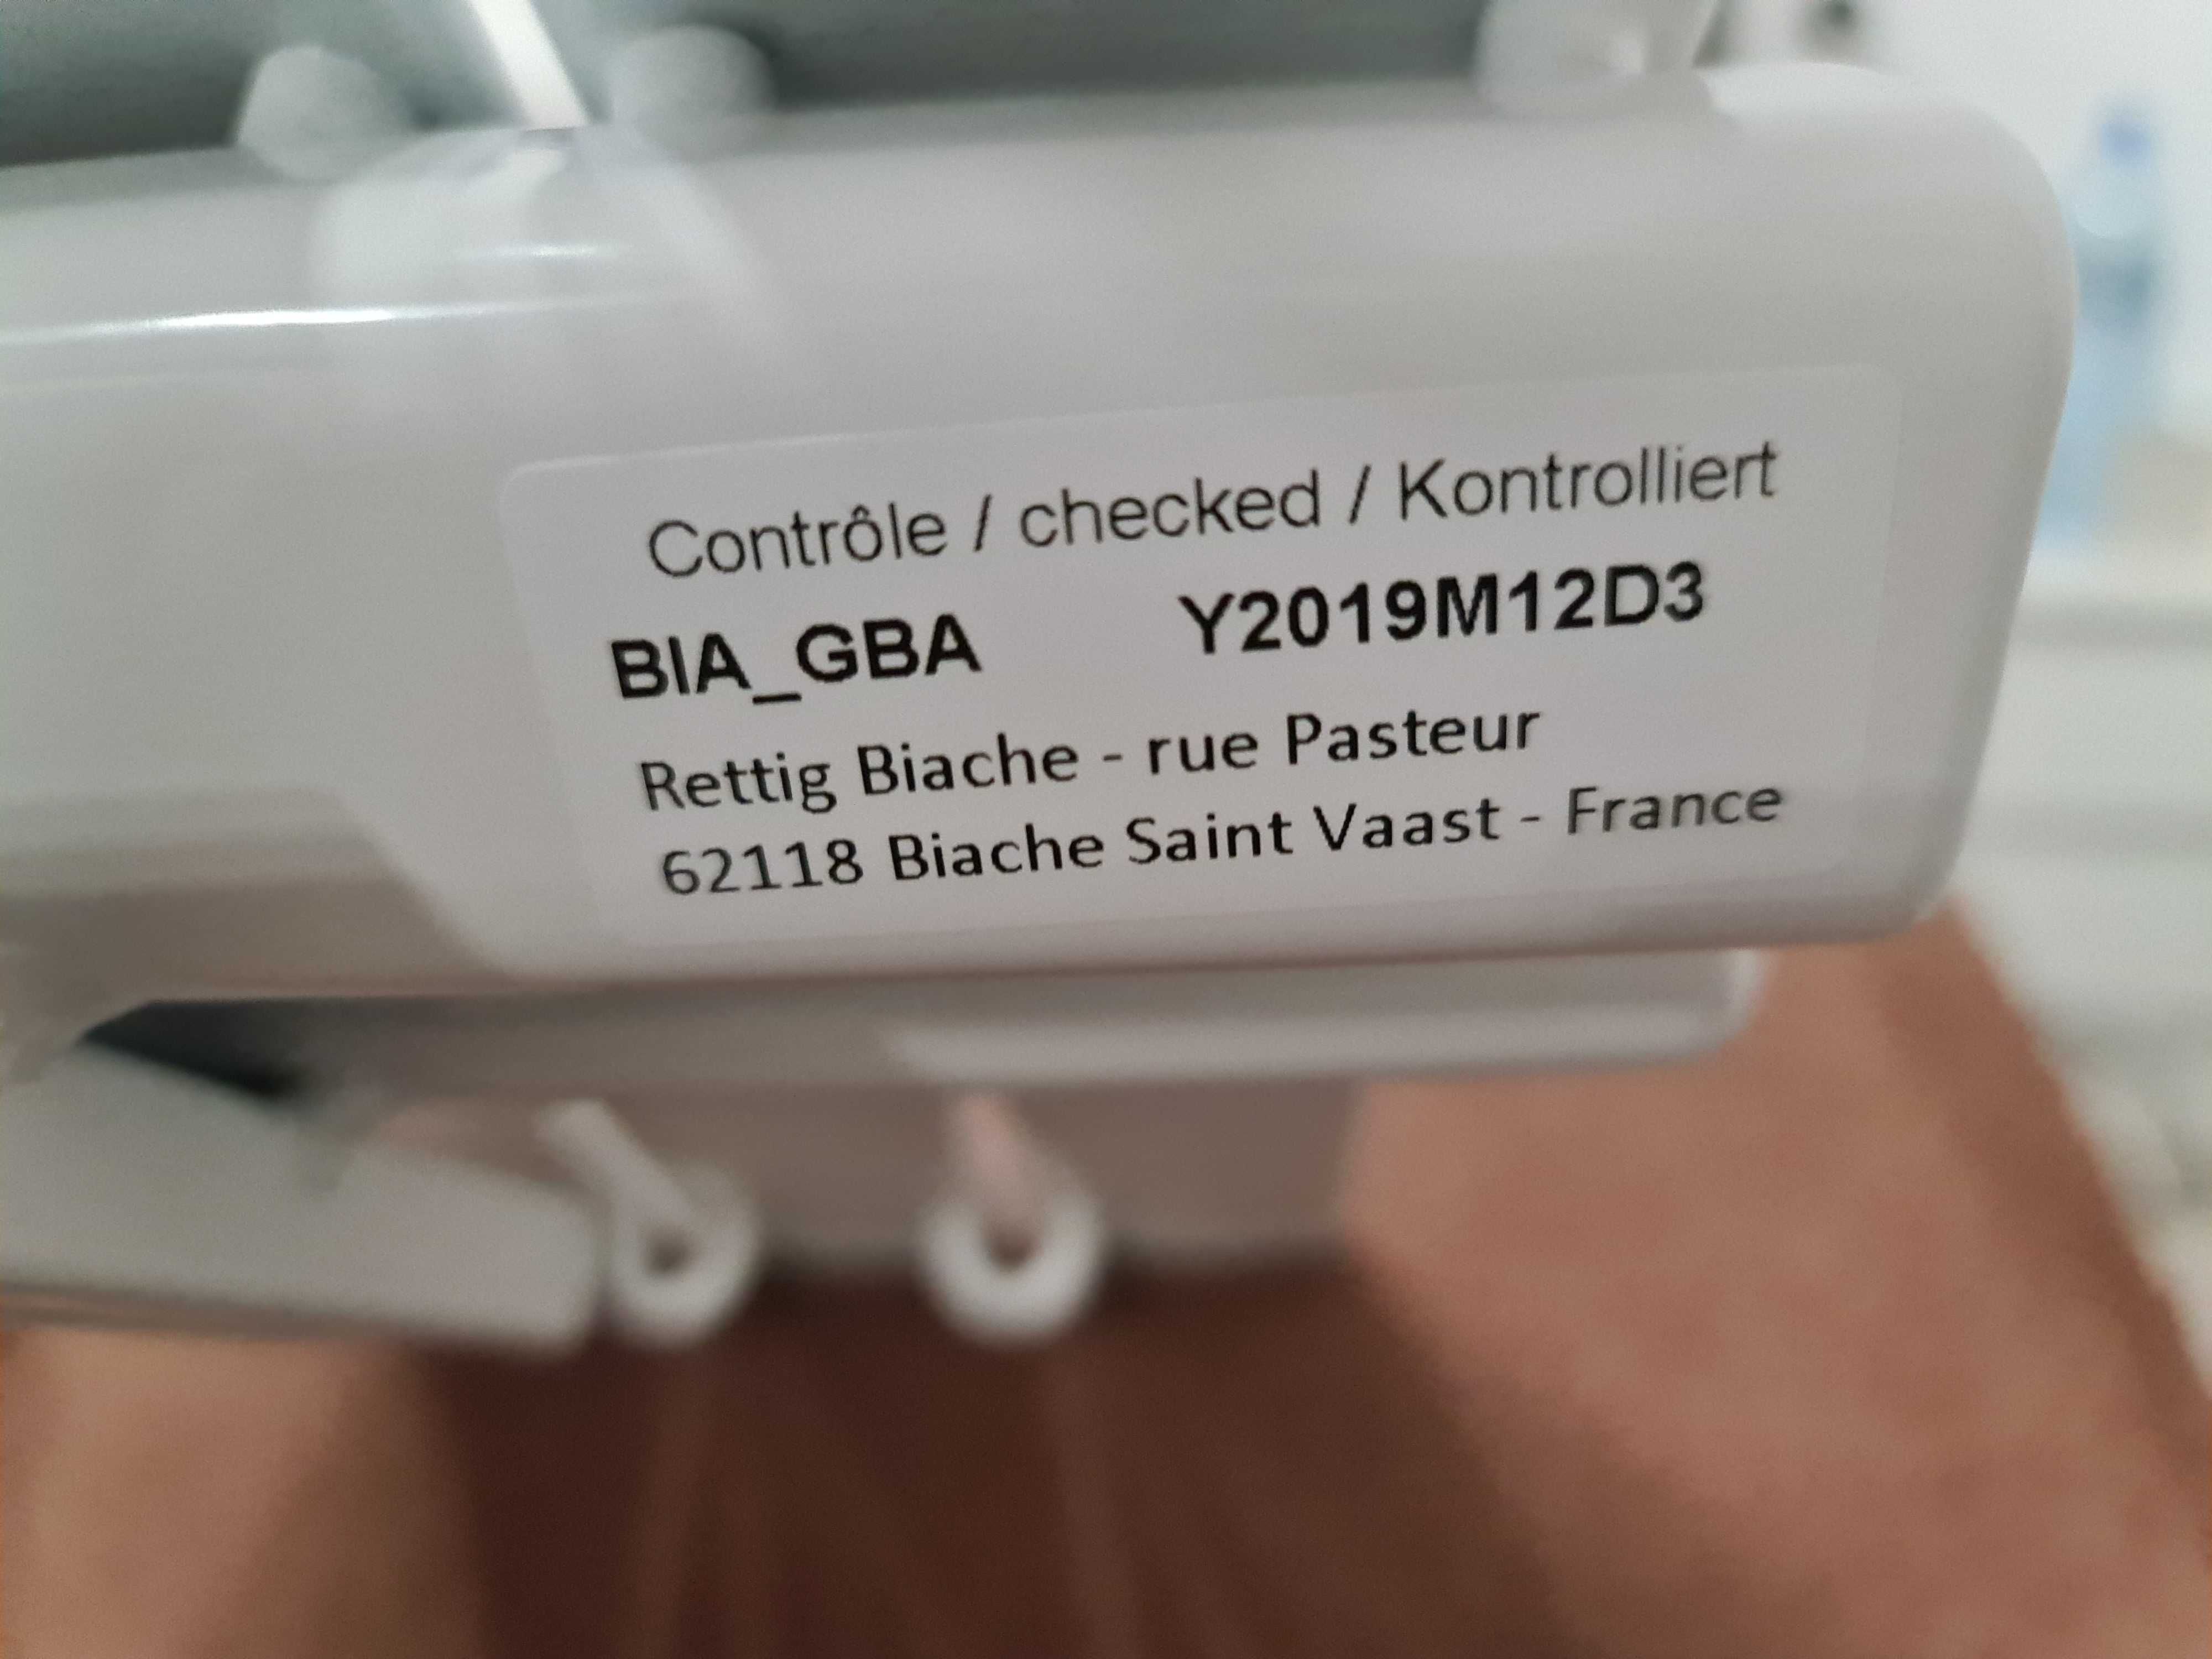 Contrôle / checked / Kontrolliert
BIA_GBA Y2019M12D3
Rettig Biache - rue Pasteur
62118 Biache Saint Vaast - France